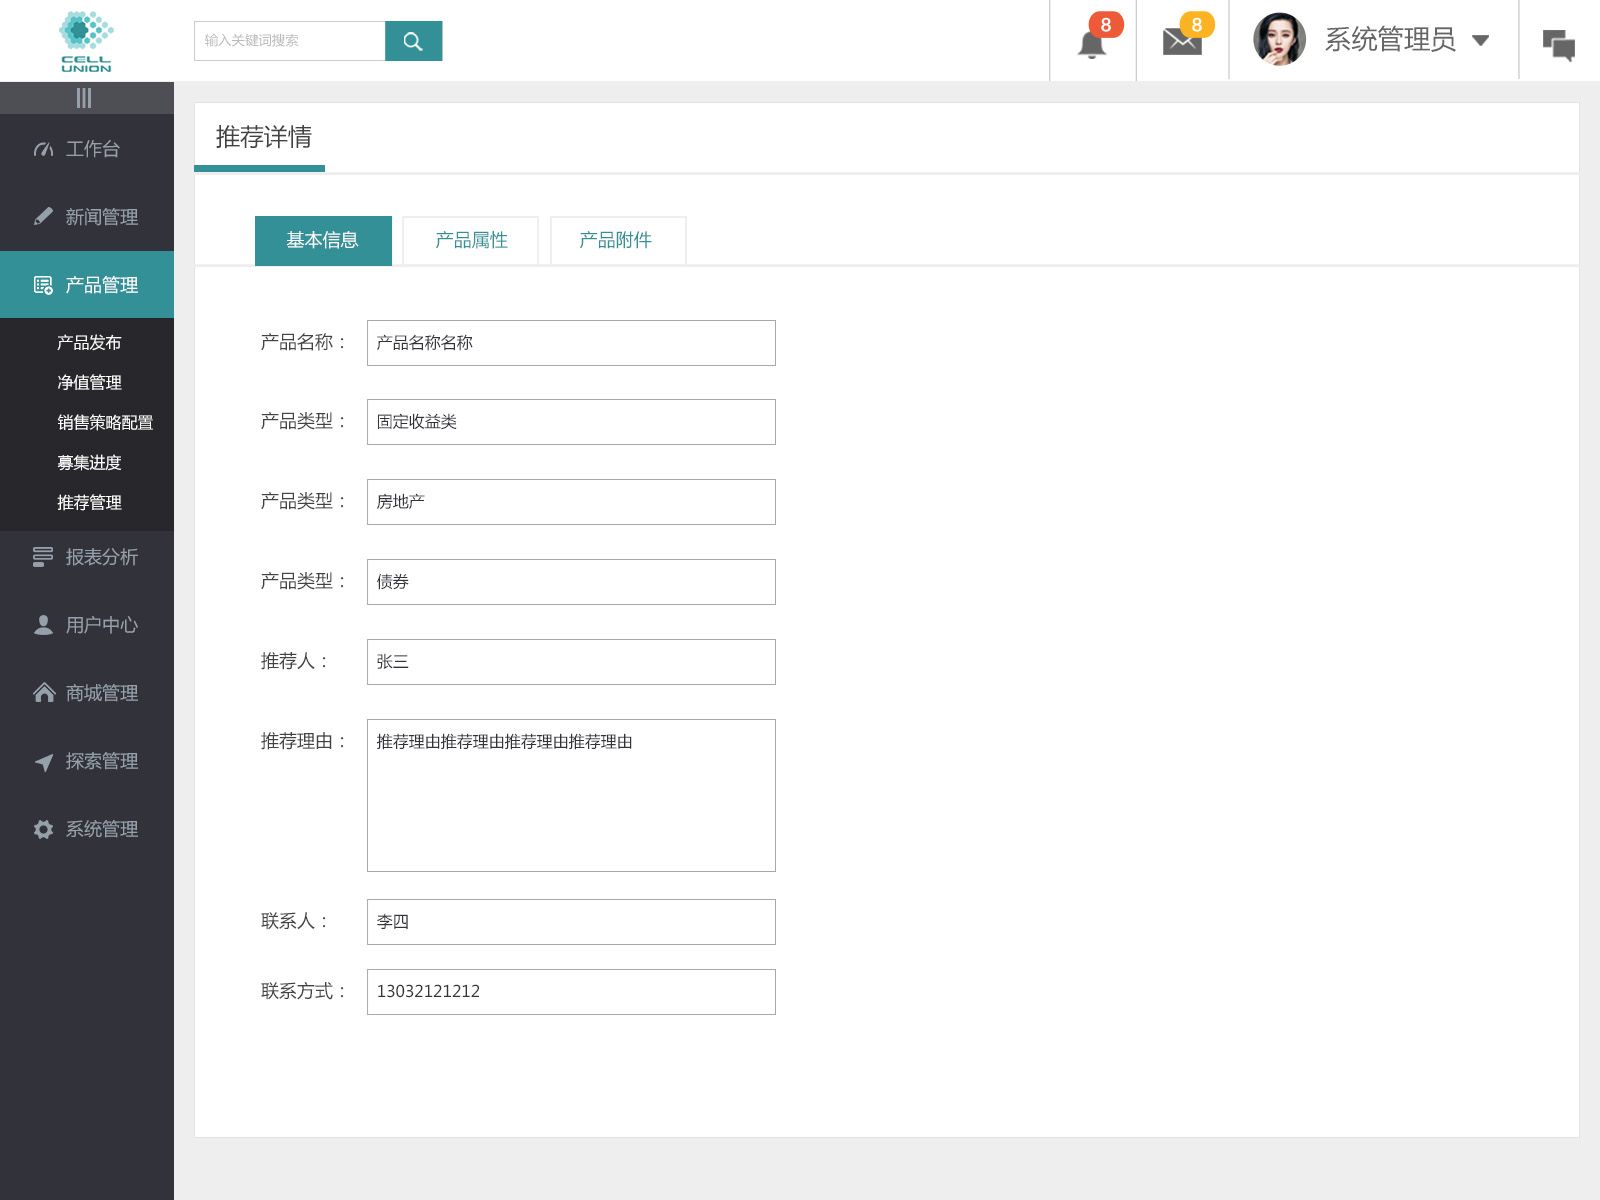 CELL
UNION
输入关键词搜索
8
8
系统管理员
工作台
新闻管理
产品管理
产品发布
净值管理
销售策略配置
募集进度
推荐管理
报表分析
用户中心
商城管理
探索管理
系统管理
推荐详情
基本信息
产品属性
产品附件
产品名称： 产品名称名称
产品类型： 固定收益类
产品类型： 房地产
产品类型： 债券
推荐人： 张三
推荐理由： 推荐理由推荐理由推荐理由推荐理由
联系人： 李四
联系方式： 13032121212